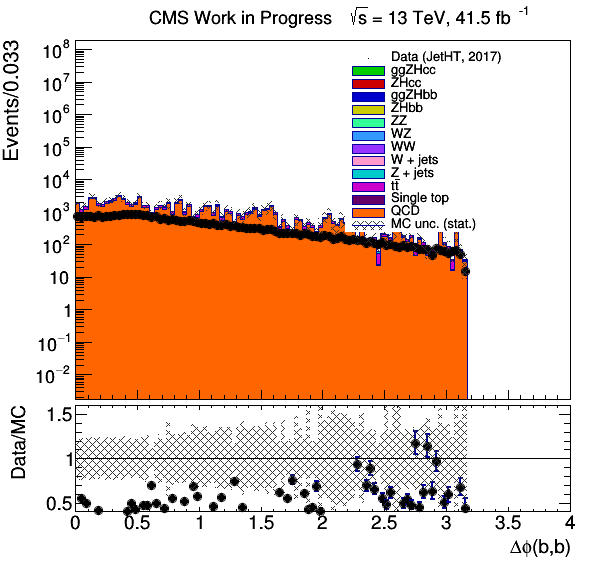 CMS Work in Progress √s = 13 TeV, 41.5 fb⁻¹
Events/0.033
10⁸
10⁷
10⁶
10⁵
10⁴
10³
10²
10
1
10⁻¹
10⁻²
Data (JetHT, 2017)
ggZHcc
ZHcc
ggZHbb
ZHbb
ZZ
WZ
WW
W + jets
Z + jets
tt̄
Single top
QCD
MC unc. (stat.)
Data/MC
1.5
1
0.5
0 0.5 1 1.5 2 2.5 3 3.5 4
Δϕ(b,b)